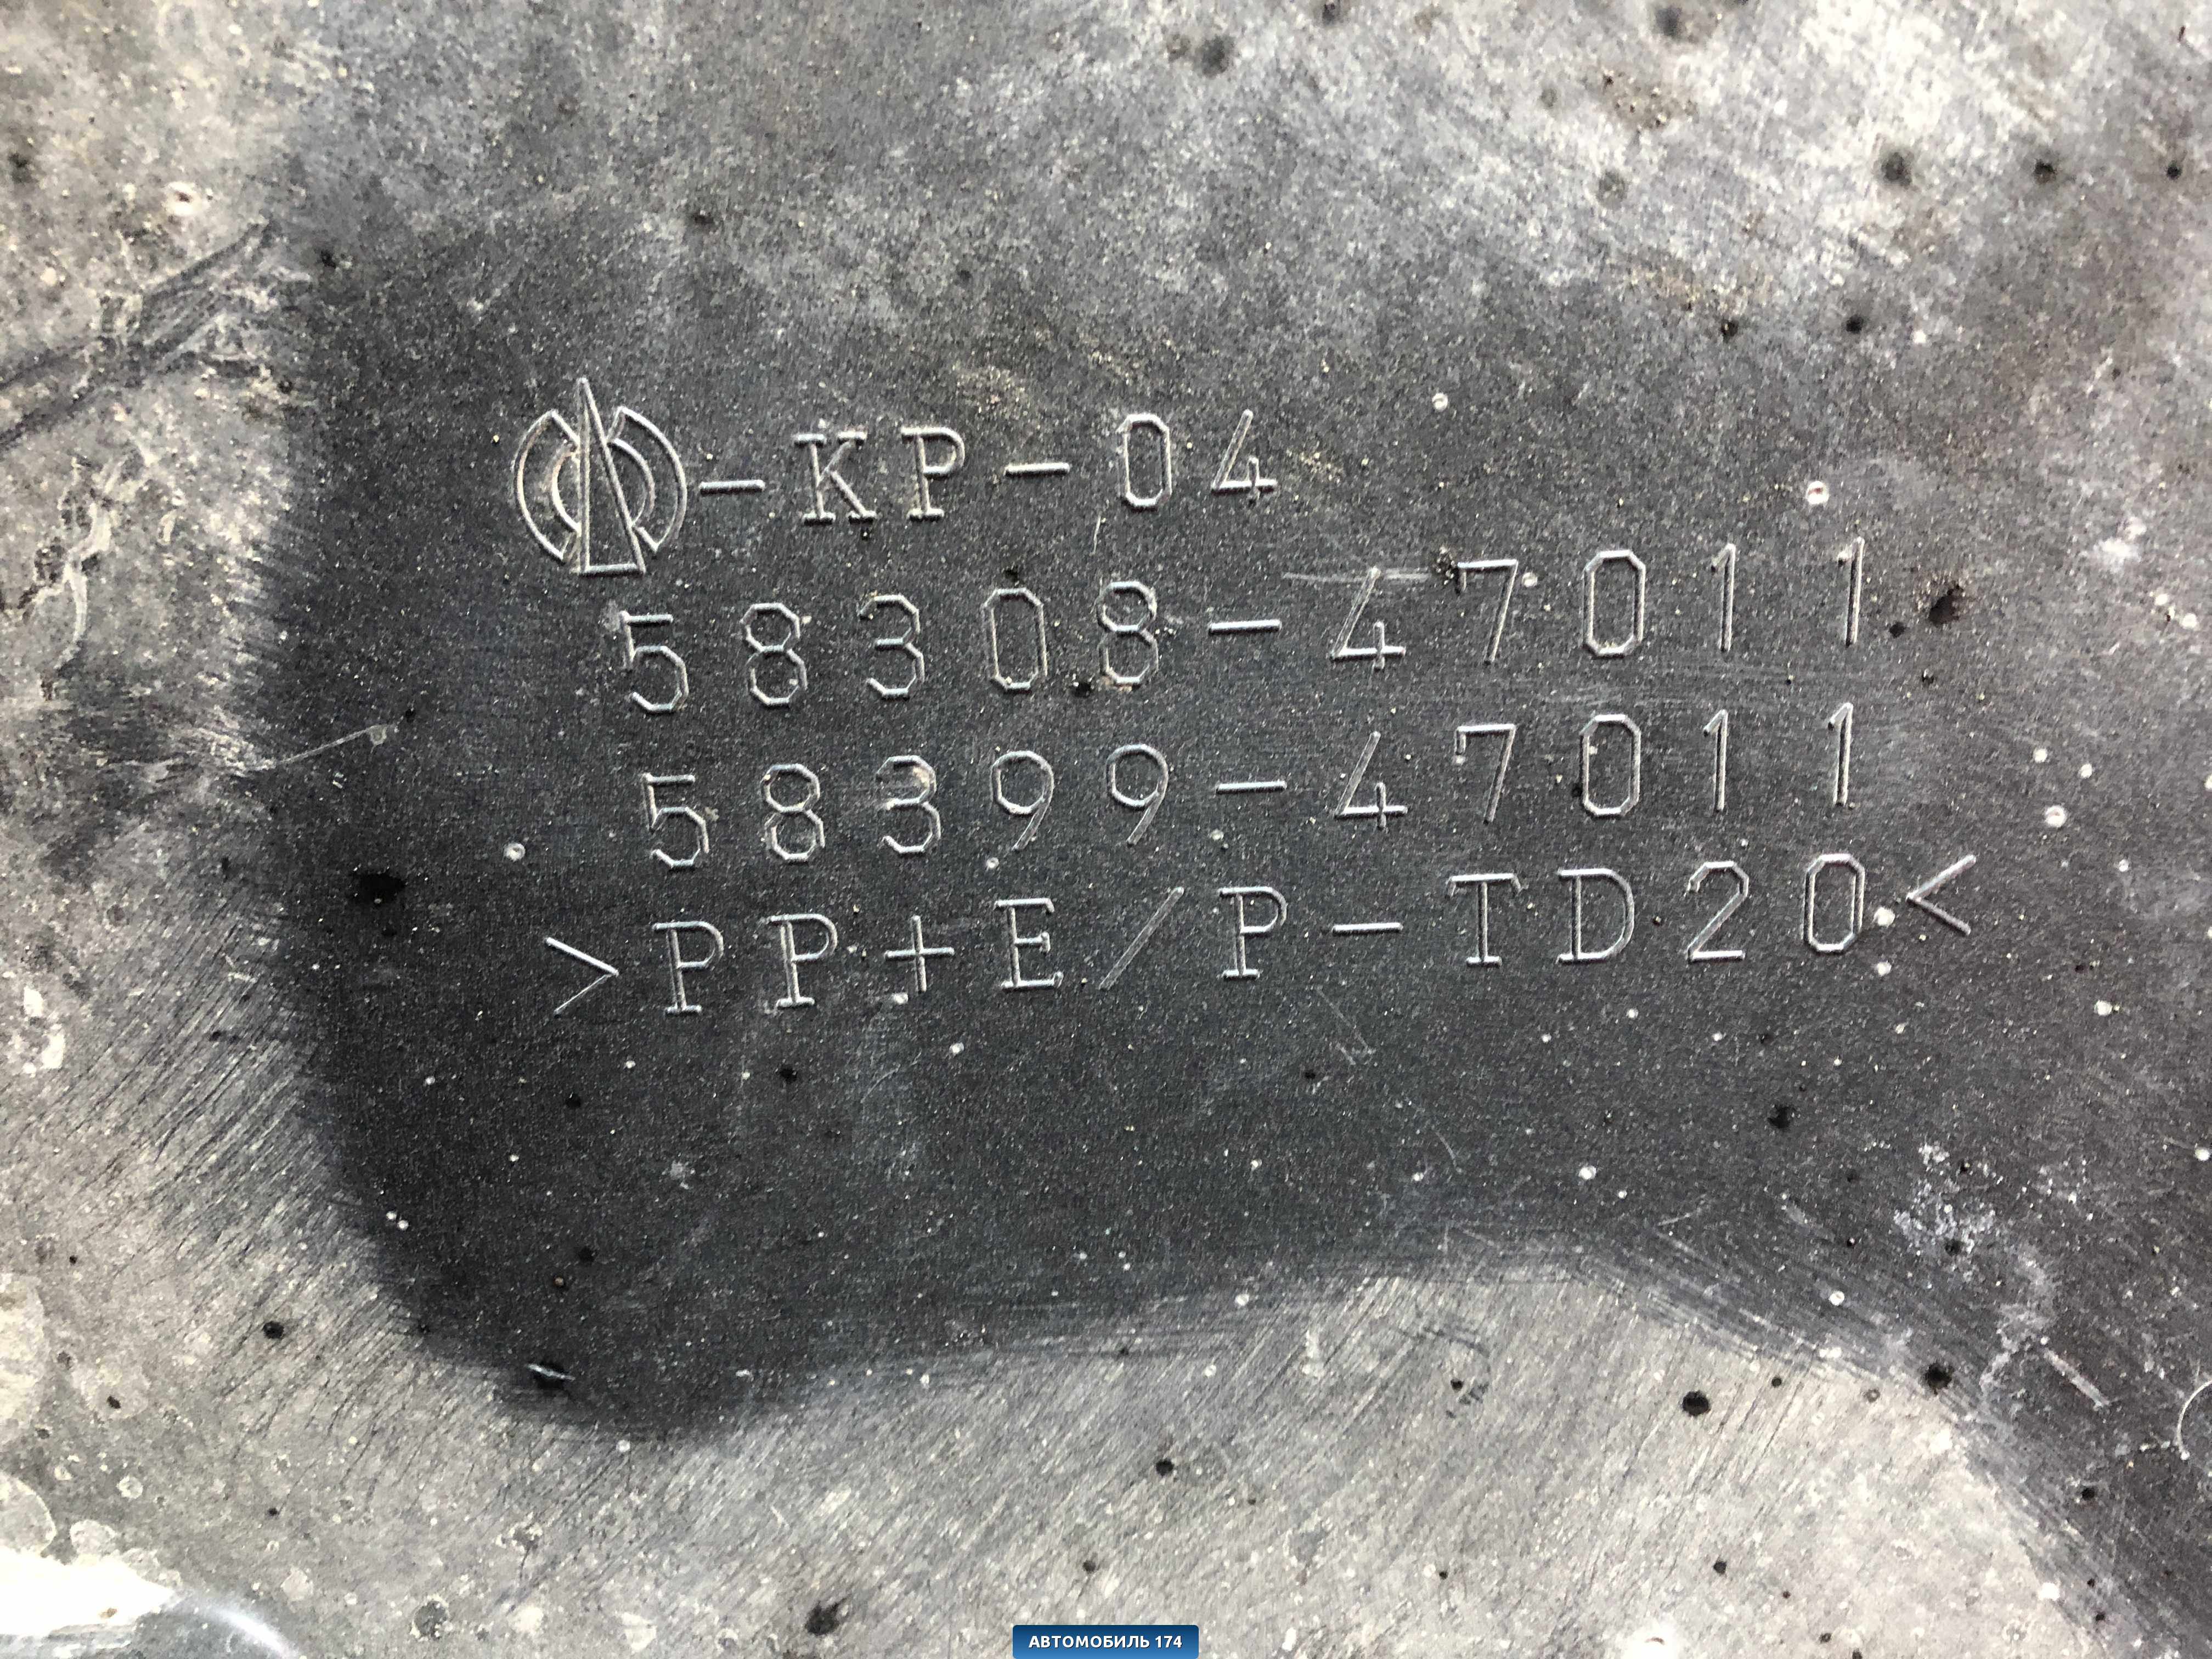 -KP-04
58308-47011
58399-47011
>PP+E/P-TD20<
АВТОМОБИЛЬ 174